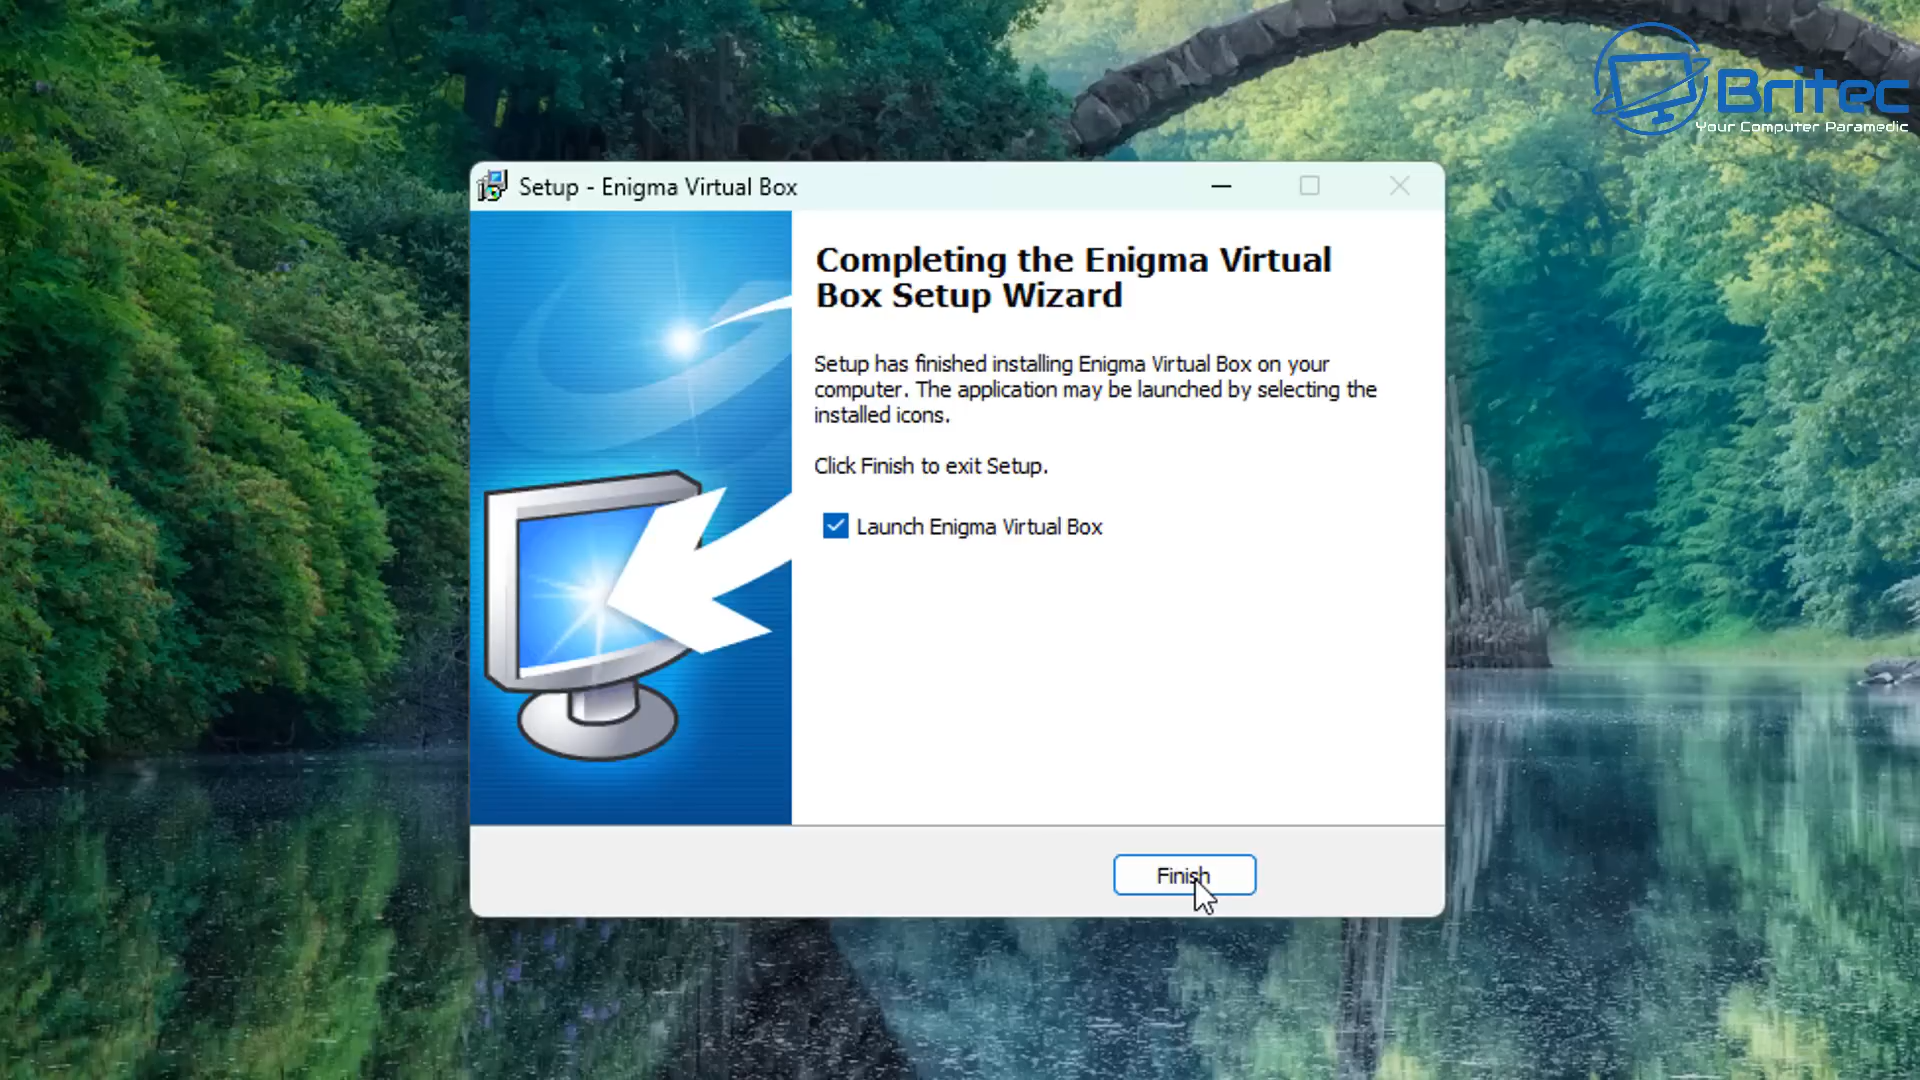 Britec
Your Computer Paramedic
Setup - Enigma Virtual Box
Completing the Enigma Virtual
Box Setup Wizard
Setup has finished installing Enigma Virtual Box on your
computer. The application may be launched by selecting the
installed icons.
Click Finish to exit Setup.
Launch Enigma Virtual Box
Finish